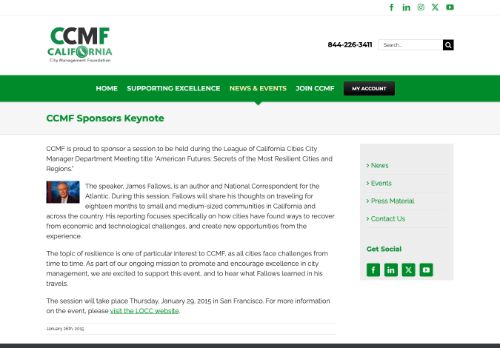 CCMF
CALIFORNIA
City Management Foundation
844-226-3411
Search...
HOME SUPPORTING EXCELLENCE NEWS & EVENTS JOIN CCMF MY ACCOUNT
CCMF Sponsors Keynote
CCMF is proud to sponsor a session to be held during the League of California Cities City
Manager Department Meeting title "American Futures: Secrets of the Most Resilient Cities and
Regions."
The speaker, James Fallows, is an author and National Correspondent for the
Atlantic. During this session, Fallows will share his thoughts on traveling for
eighteen months to small and medium-sized communities in California and
across the country. His reporting focuses specifically on how cities have found ways to recover
from economic and technological challenges, and create new opportunities from the
experience.
The topic of resilience is one of particular interest to CCMF, as all cities face challenges from
time to time. As part of our ongoing mission to promote and encourage excellence in city
management, we are excited to support this event, and to hear what Fallows learned in his
travels.
The session will take place Thursday, January 29, 2015 in San Francisco. For more information
on the event, please visit the LOCC website.
January 16th, 2015
> News
> Events
> Press Material
> Contact Us
Get Social